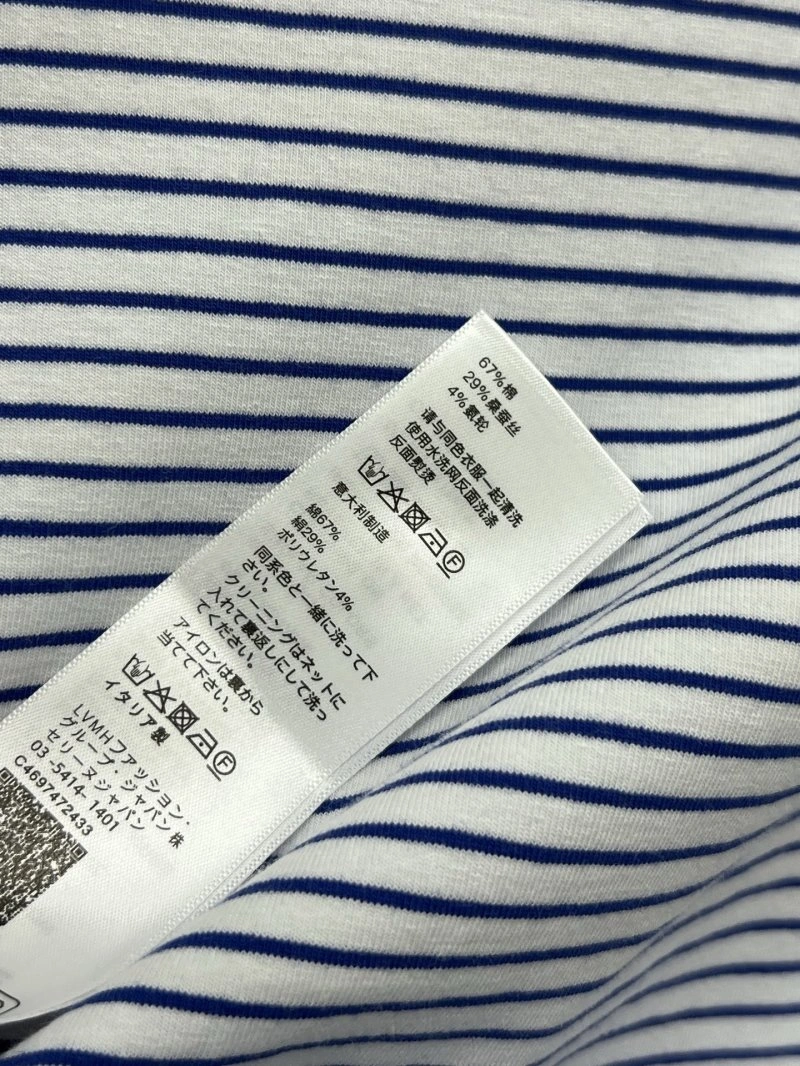 67%棉
29%桑蚕丝
4%氨轮
请与同色衣服一起清洗
使用水洗网反面洗涤
反面熨烫
F
意大利制造
綿67%
絹29%
ポリウレタン4%
同系色と一緒に洗って下
さい。
クリーニングはネットに
入れて裏返しにして洗っ
てください。
アイロンは裏から
当てて下さい。
F
イタリア製
LVMHファッション・
グループ・ジャパン株
セリーヌジャパン
03 -5414- 1401
C4697472433